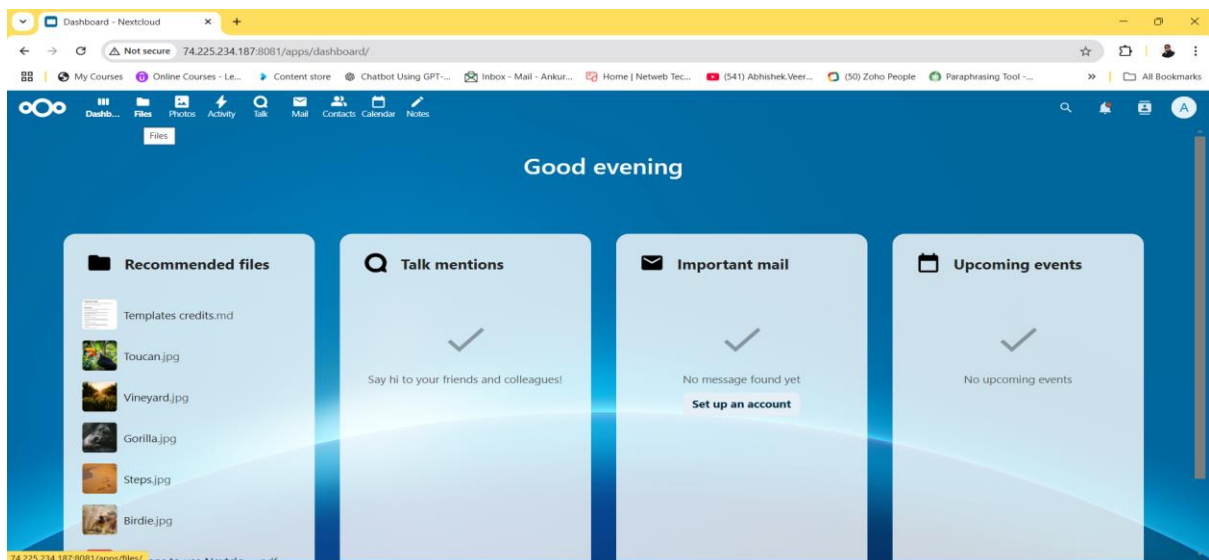 Dashboard - Nextcloud
Not secure 74.225.234.187:8081/apps/dashboard/
My Courses Online Courses - Le... Content store Chatbot Using GPT-... Inbox - Mail - Ankur... Home | Netweb Tec... (541) Abhishek.Veer... (50) Zoho People Paraphrasing Tool -... » All Bookmarks
Dashb... Files Photos Activity Talk Mail Contacts Calendar Notes A
Files
Good evening
Recommended files
Templates credits.md
Toucan.jpg
Vineyard.jpg
Gorilla.jpg
Steps.jpg
Birdie.jpg
Talk mentions
Say hi to your friends and colleagues!
Important mail
No message found yet
Set up an account
Upcoming events
No upcoming events
74.225.234.187:8081/apps/files/